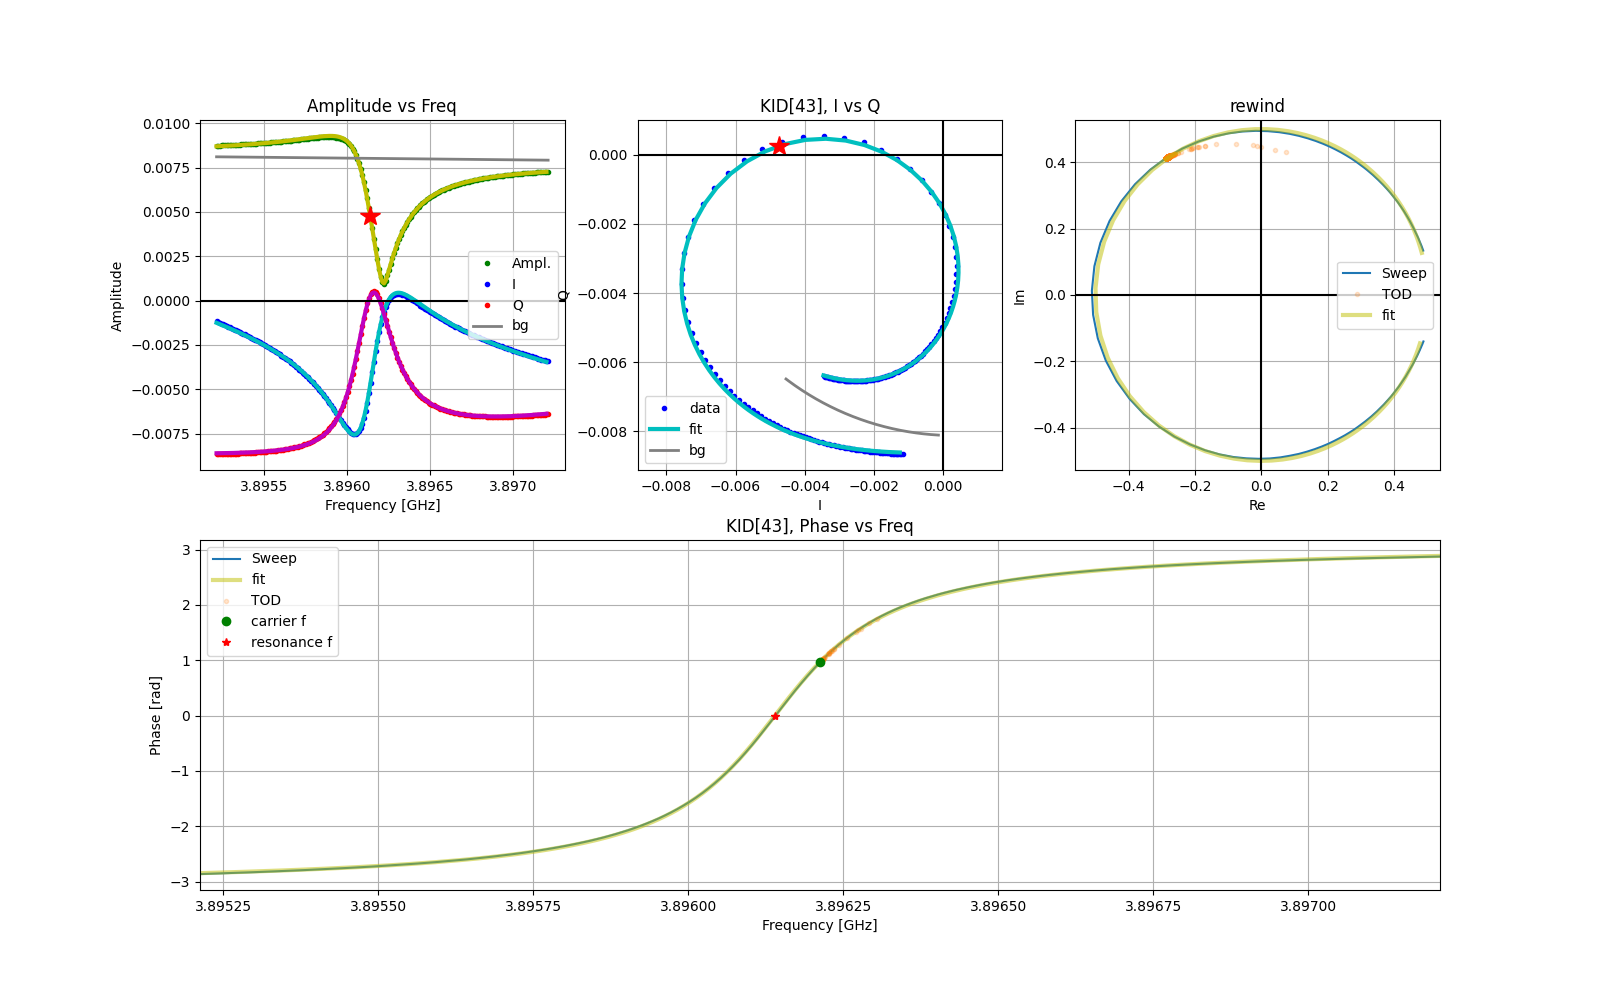 Amplitude vs Freq
0.0100
0.0075
0.0050
0.0025
0.0000
−0.0025
−0.0050
−0.0075
Amplitude
Ampl.
I
Q
bg
3.8955 3.8960 3.8965 3.8970
Frequency [GHz]
KID[43], I vs Q
0.000
−0.002
−0.004
−0.006
−0.008
Q
data
fit
bg
−0.008 −0.006 −0.004 −0.002 0.000
I
rewind
0.4
0.2
0.0
−0.2
−0.4
Im
Sweep
TOD
fit
−0.4 −0.2 0.0 0.2 0.4
Re
KID[43], Phase vs Freq
3
2
1
0
−1
−2
−3
Phase [rad]
Sweep
fit
TOD
carrier f
resonance f
3.89525 3.89550 3.89575 3.89600 3.89625 3.89650 3.89675 3.89700
Frequency [GHz]